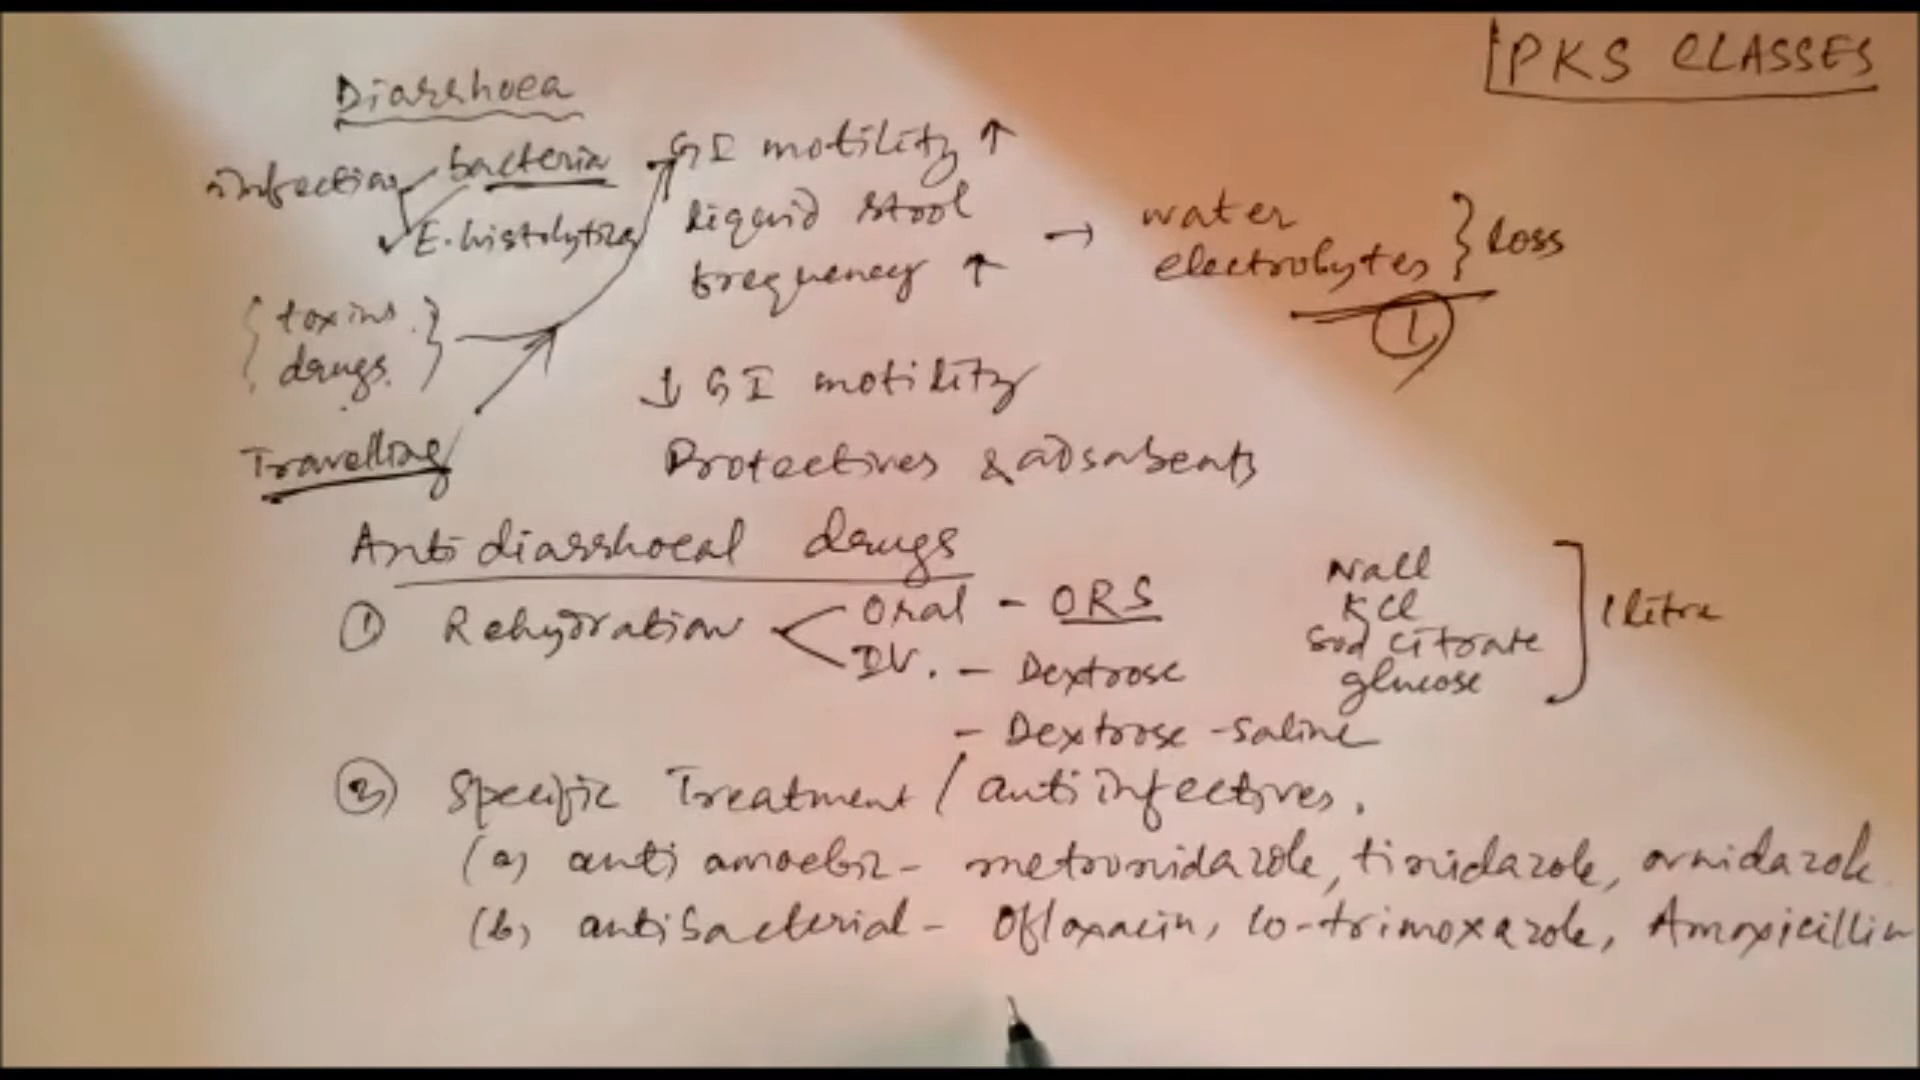 PKS CLASSES
Diarrhoea
infection bacteria
E. histolytica
toxins
drugs
Travelling
GI motility ↑
liquid stool
frequency ↑
→ water
electrolytes } loss
1
↓ GI motility
Protectives & adsorbents
Antidiarrhoeal drugs
① Rehydration < Oral - ORS
IV. - Dextrose
- Dextrose - saline
NaCl
KCl
Sod citrate
glucose
1 litre
② Specific Treatment / antiinfectives.
(a) anti amoebic - metronidazole, tinidazole, ornidazole
(b) antibacterial - Ofloxacin, Co-trimoxazole, Amoxicillin